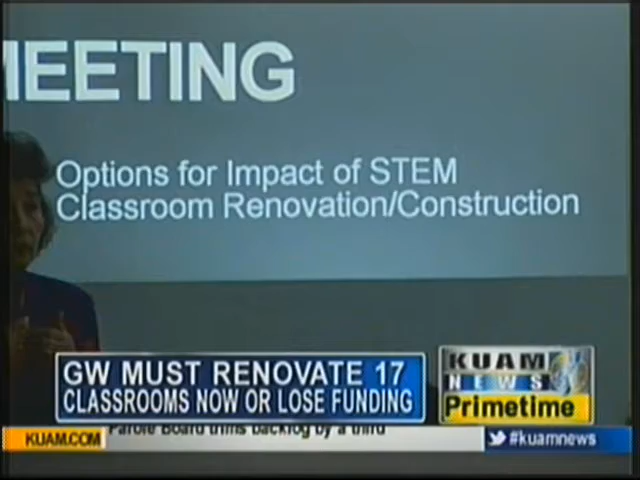 MEETING
Options for Impact of STEM
Classroom Renovation/Construction
GW MUST RENOVATE 17
CLASSROOMS NOW OR LOSE FUNDING
KUAM
NEWS
Primetime
KUAM.COM
Parole Board trims backlog by a third
#kuamnews